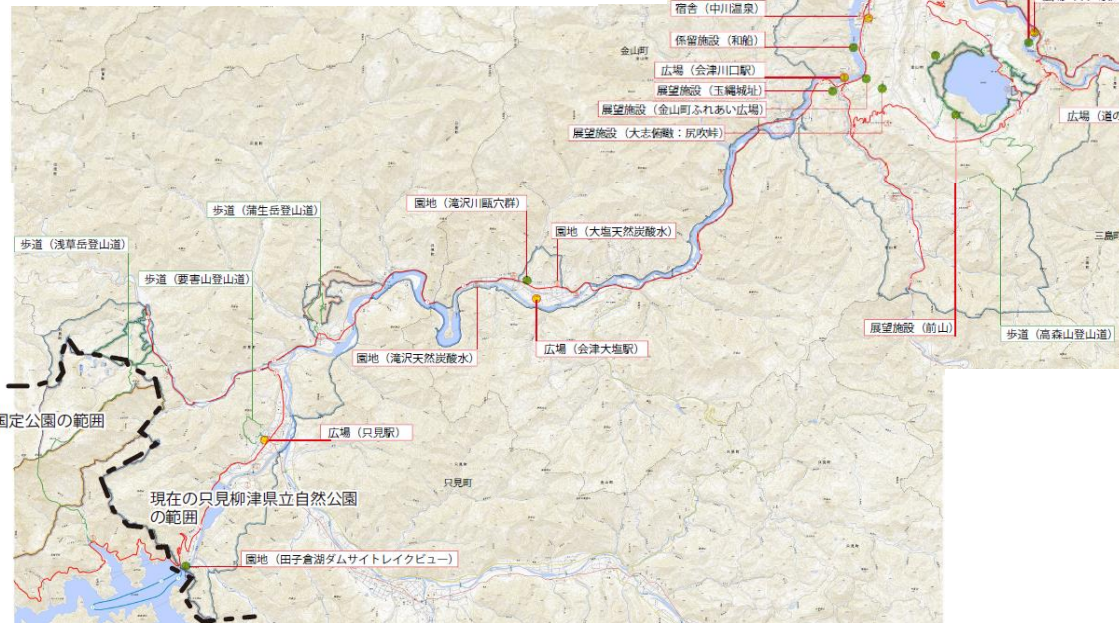 宿舎（中川温泉）
係留施設（和船）
金山町
広場（会津川口駅）
展望施設（玉縄城址）
展望施設（金山町ふれあい広場）
広場（道の
展望施設（大志俯瞰：尻吹峠）
歩道（蒲生岳登山道）
園地（滝沢川甌穴群）
園地（大塩天然炭酸水）
歩道（浅草岳登山道）
三島町
歩道（要害山登山道）
展望施設（前山）
歩道（高森山登山道）
園地（滝沢天然炭酸水）
広場（会津大塩駅）
国定公園の範囲
広場（只見駅）
只見町
現在の只見柳津県立自然公園
の範囲
園地（田子倉湖ダムサイトレイクビュー）